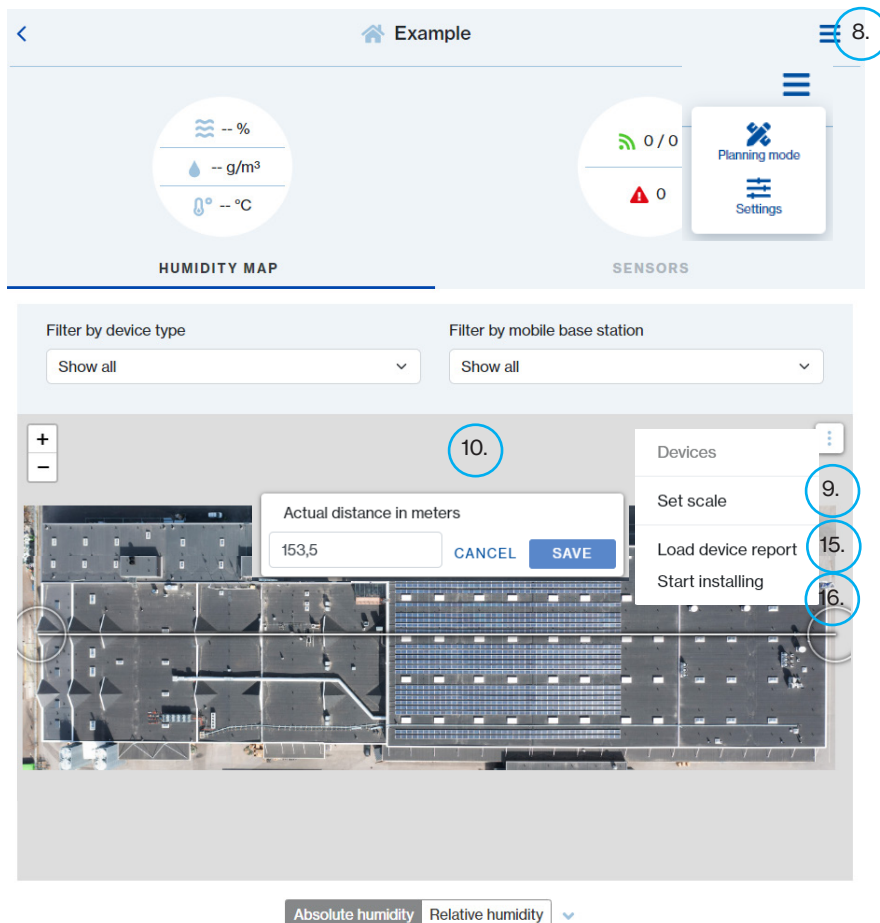 Example
8.
-- %
-- g/m³
-- °C
0 / 0
0
Planning mode
Settings
HUMIDITY MAP
SENSORS
Filter by device type
Filter by mobile base station
Show all
Show all
+
−
10.
Devices
Set scale
9.
Load device report
15.
Start installing
16.
Actual distance in meters
153,5
CANCEL
SAVE
Absolute humidity
Relative humidity